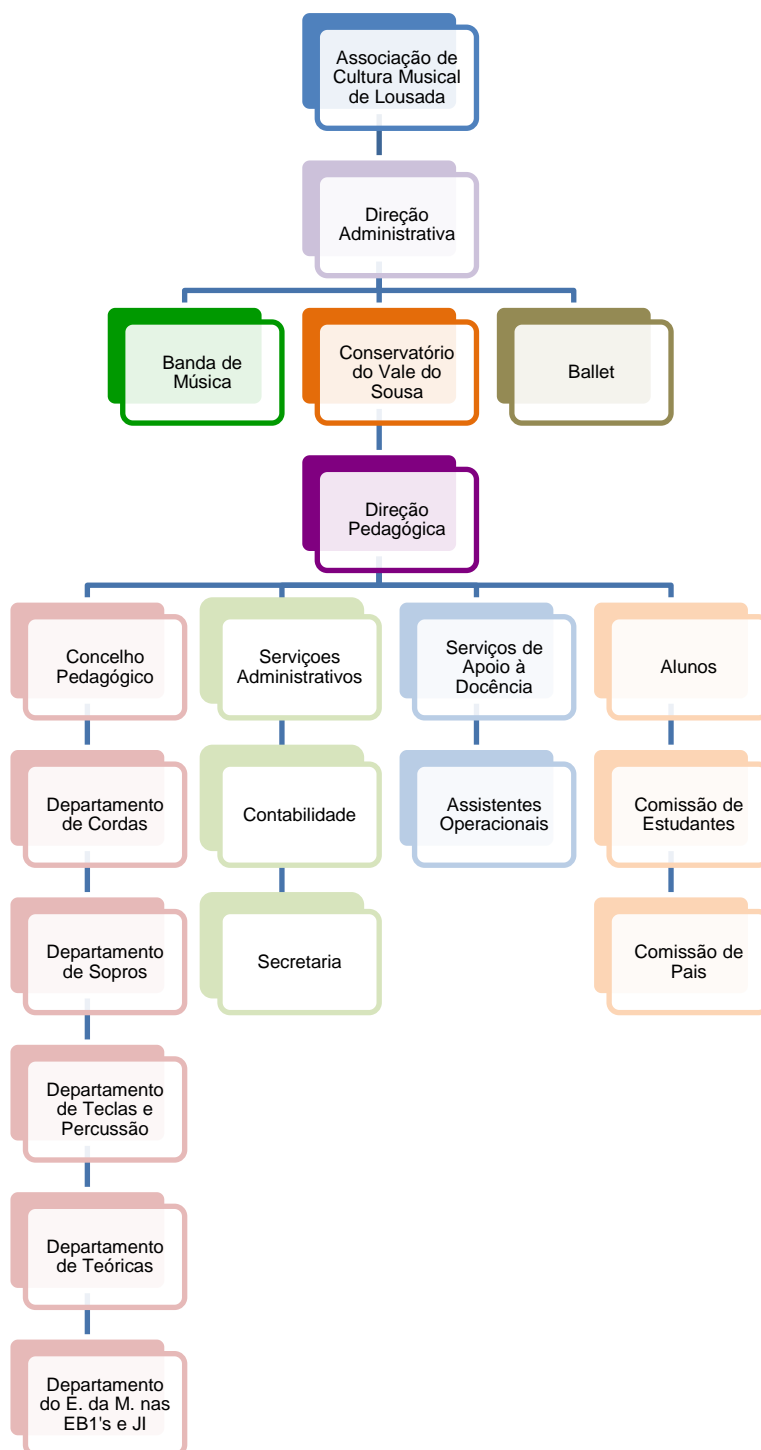 Associação de
Cultura Musical
de Lousada
Direção
Administrativa
Banda de
Música
Conservatório
do Vale do
Sousa
Ballet
Direção
Pedagógica
Concelho
Pedagógico
Serviçoes
Administrativos
Serviços de
Apoio à
Docência
Alunos
Departamento
de Cordas
Contabilidade
Assistentes
Operacionais
Comissão de
Estudantes
Departamento
de Sopros
Secretaria
Comissão de
Pais
Departamento
de Teclas e
Percussão
Departamento
de Teóricas
Departamento
do E. da M. nas
EB1's e JI